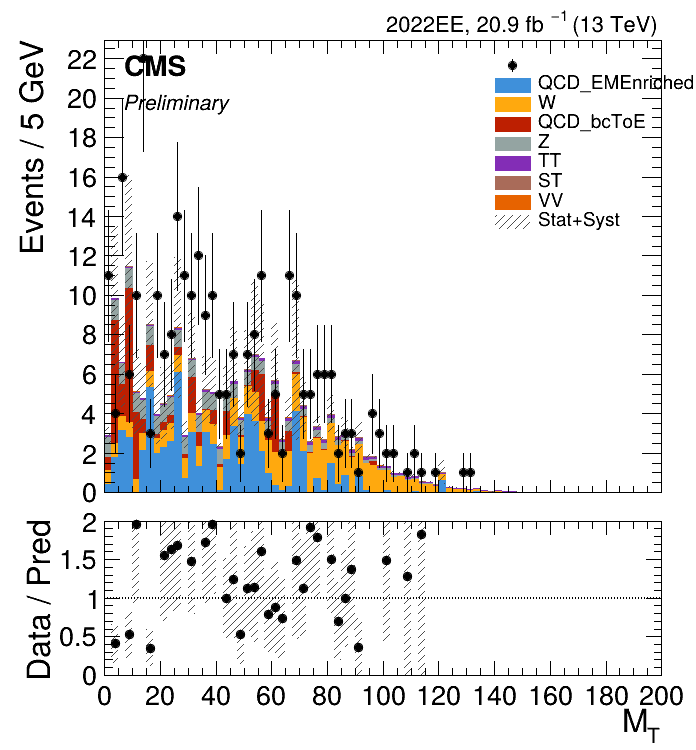 2022EE, 20.9 fb⁻¹ (13 TeV)
Events / 5 GeV
CMS
Preliminary
QCD_EMEnriched
W
QCD_bcToE
Z
TT
ST
VV
Stat+Syst
22
20
18
16
14
12
10
8
6
4
2
0
Data / Pred
2
1.5
1
0.5
0
0 20 40 60 80 100 120 140 160 180 200
M_T